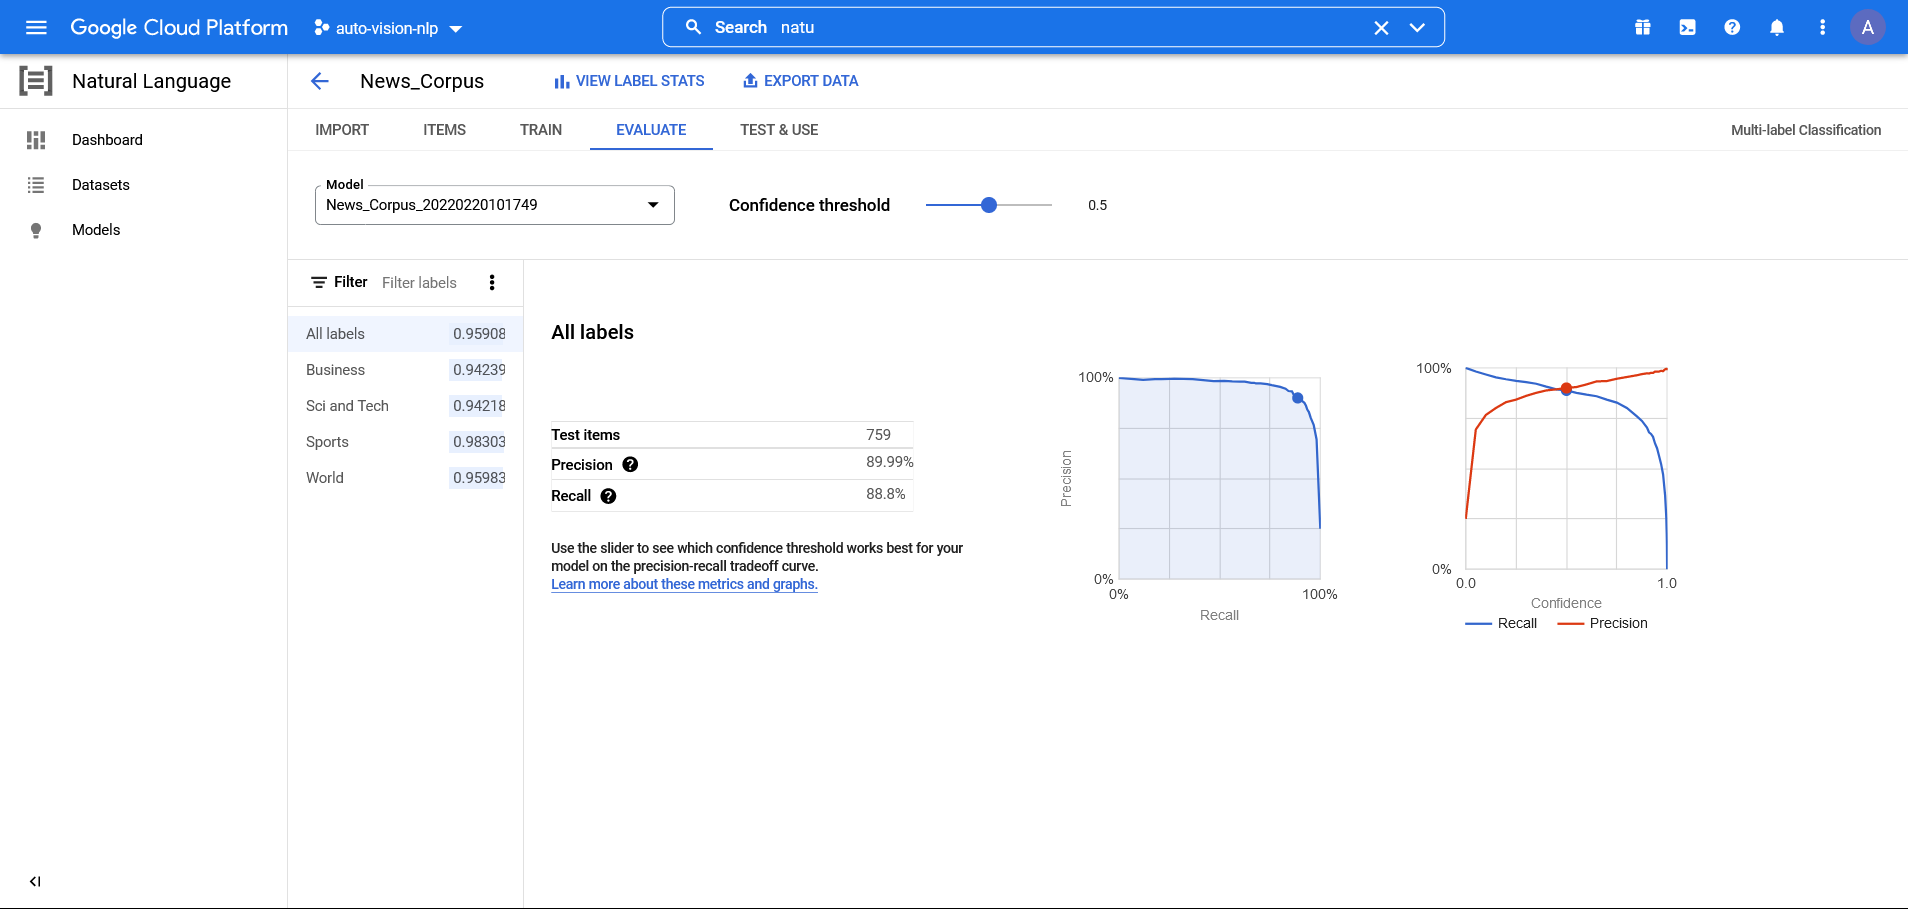 Google Cloud Platform auto-vision-nlp Search natu A
Natural Language News_Corpus VIEW LABEL STATS EXPORT DATA
Dashboard
Datasets
Models
IMPORT ITEMS TRAIN EVALUATE TEST & USE Multi-label Classification
Model
News_Corpus_20220220101749
Confidence threshold 0.5
Filter Filter labels
All labels 0.95908
Business 0.94239
Sci and Tech 0.94218
Sports 0.98303
World 0.95983
All labels
Test items 759
Precision ? 89.99%
Recall ? 88.8%
Use the slider to see which confidence threshold works best for your
model on the precision-recall tradeoff curve.
Learn more about these metrics and graphs.
100%
Precision
0%
0% 100%
Recall
100%
0%
0.0 1.0
Confidence
Recall Precision